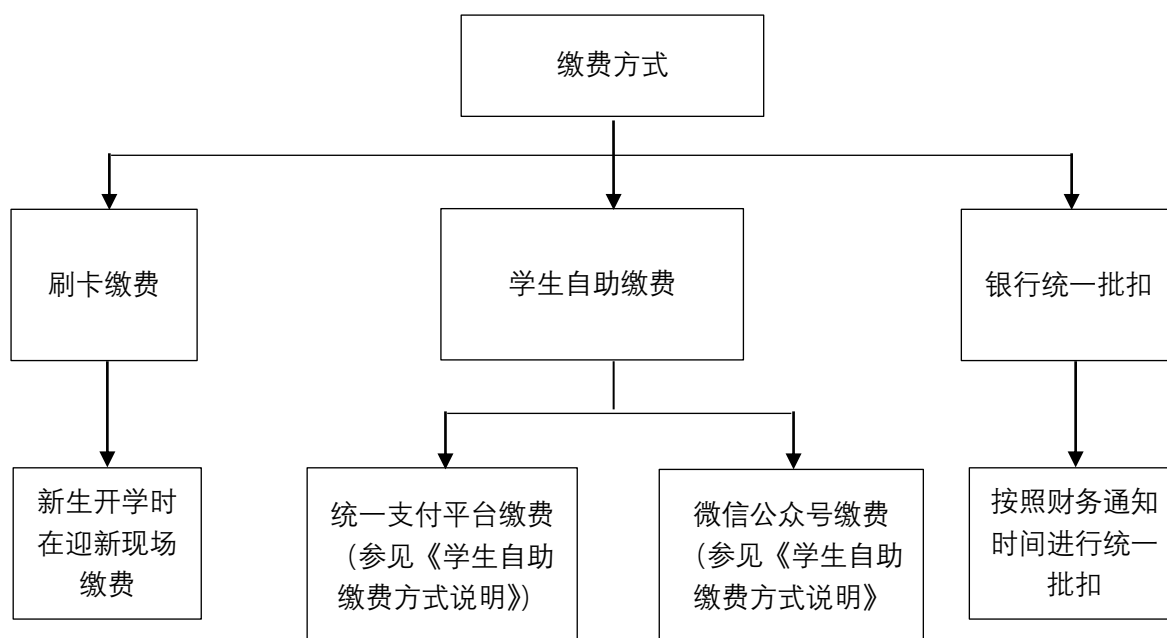 缴费方式
刷卡缴费
学生自助缴费
银行统一批扣
新生开学时
在迎新现场
缴费
统一支付平台缴费
（参见《学生自助
缴费方式说明》）
微信公众号缴费
（参见《学生自助
缴费方式说明》
按照财务通知
时间进行统一
批扣